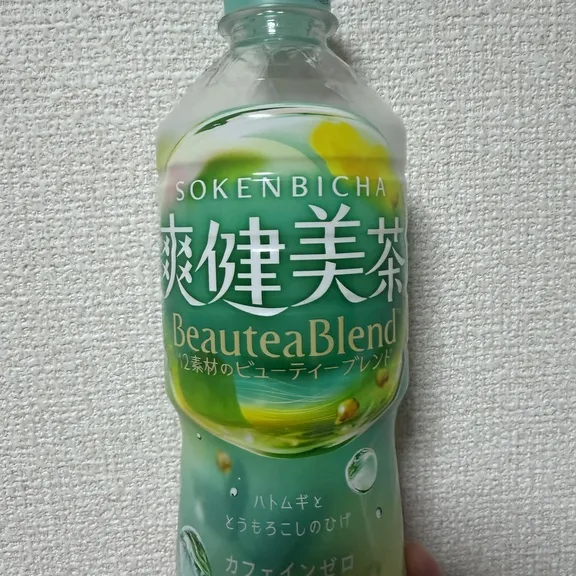 SOKENBICHA
爽健美茶
BeauteaBlend
12素材のビューティーブレンド
ハトムギと
とうもろこしのひげ
カフェインゼロ